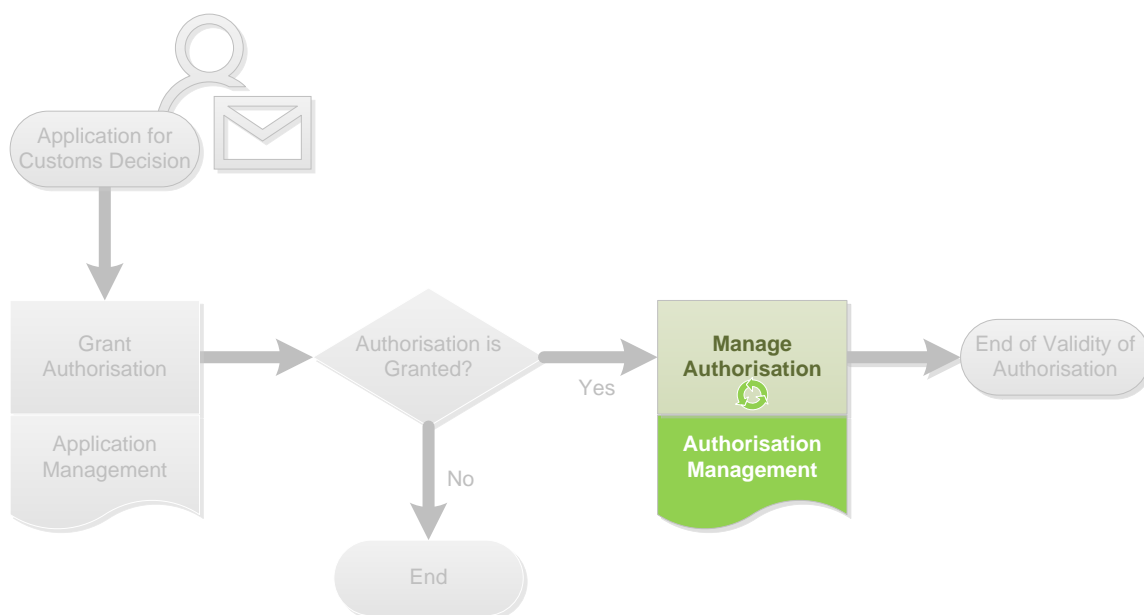 Application for
Customs Decision
Grant
Authorisation
Application
Management
Authorisation is
Granted?
Yes
No
End
Manage
Authorisation
Authorisation
Management
End of Validity of
Authorisation